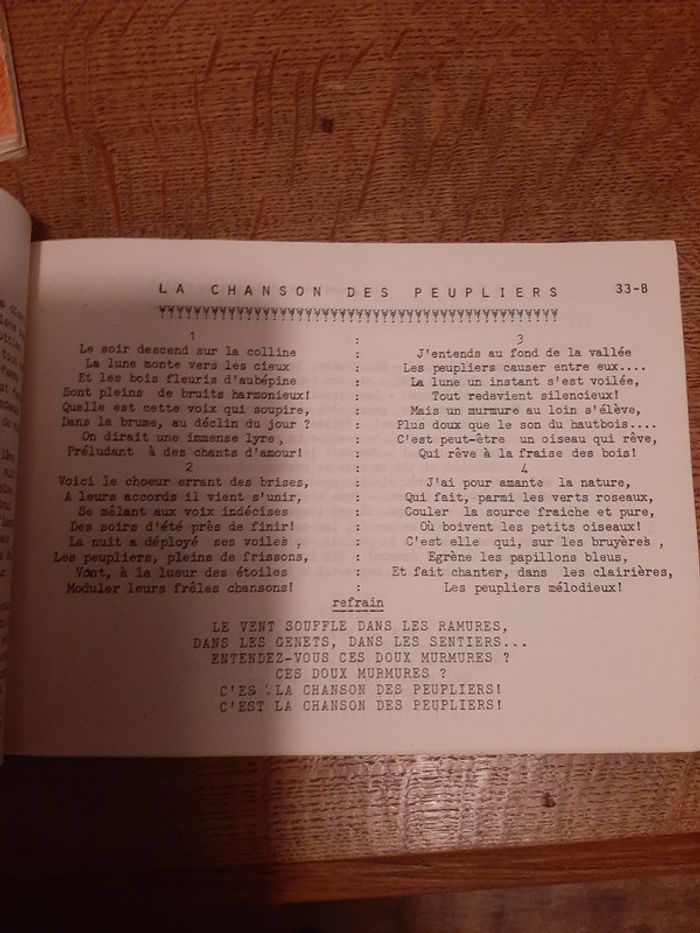 LA CHANSON DES PEUPLIERS
33-B
1
Le soir descend sur la colline
La lune monte vers les cieux
Et les bois fleuris d'aubépine
Sont pleins de bruits harmonieux!
Quelle est cette voix qui soupire,
Dans la brume, au déclin du jour ?
On dirait une immense lyre,
Préludant à des chants d'amour!
2
Voici le choeur errant des brises,
A leurs accords il vient s'unir,
Se mêlant aux voix indécises
Des soirs d'été près de finir!
La nuit a déployé ses voiles,
Les peupliers, pleins de frissons,
Vont, à la lueur des étoiles
Moduler leurs frêles chansons!
3
J'entends au fond de la vallée
Les peupliers causer entre eux....
La lune un instant s'est voilée,
Tout redevient silencieux!
Mais un murmure au loin s'élève,
Plus doux que le son du hautbois....
C'est peut-être un oiseau qui rêve,
Qui rêve à la fraise des bois!
4
J'ai pour amante la nature,
Qui fait, parmi les verts roseaux,
Couler la source fraiche et pure,
Où boivent les petits oiseaux!
C'est elle qui, sur les bruyères,
Egrène les papillons bleus,
Et fait chanter, dans les clairières,
Les peupliers mélodieux!
refrain
LE VENT SOUFFLE DANS LES RAMURES,
DANS LES GENETS, DANS LES SENTIERS...
ENTENDEZ-VOUS CES DOUX MURMURES ?
CES DOUX MURMURES ?
C'ES LA CHANSON DES PEUPLIERS!
C'EST LA CHANSON DES PEUPLIERS!